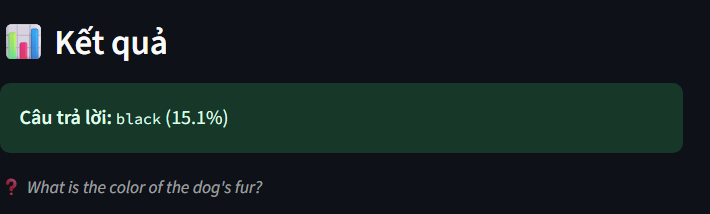 Kết quả
Câu trả lời: black (15.1%)
What is the color of the dog's fur?